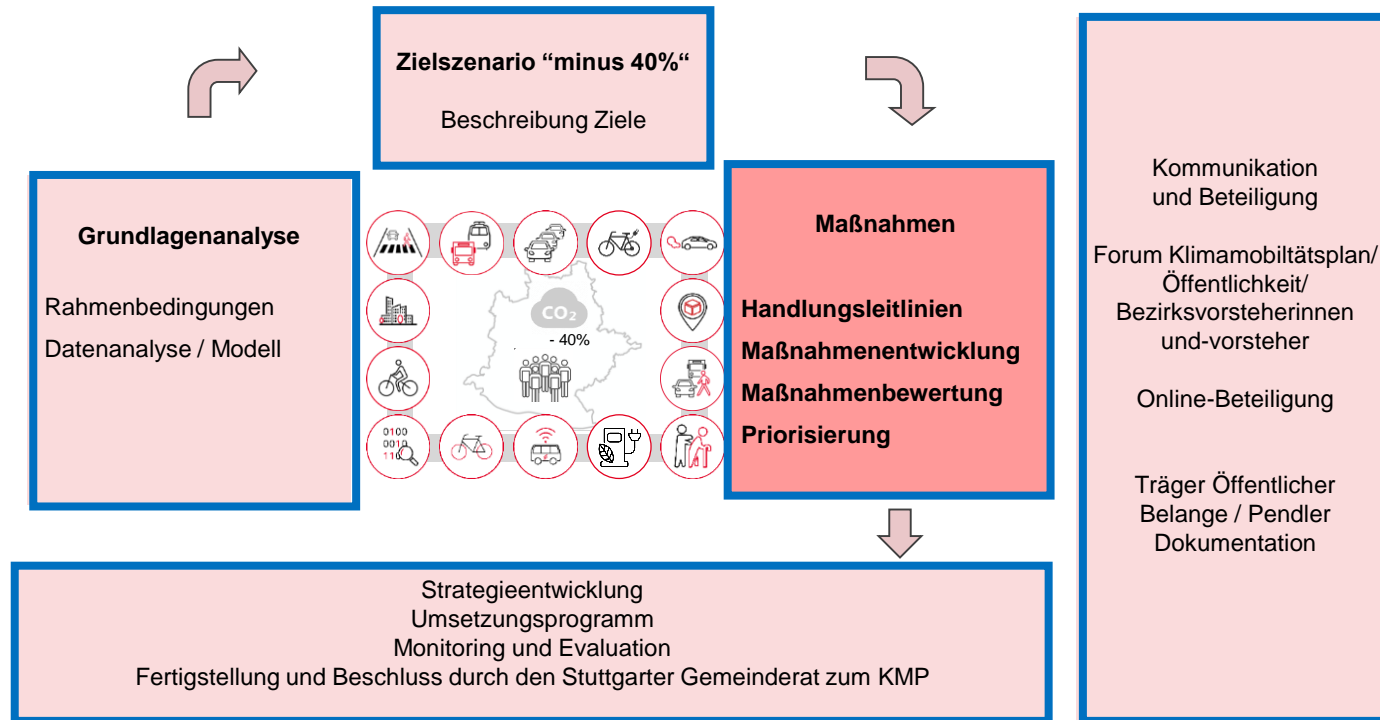 Zielszenario “minus 40%“
Beschreibung Ziele
Grundlagenanalyse
Rahmenbedingungen
Datenanalyse / Modell
CO2
- 40%
0100
0010
110
Maßnahmen
Handlungsleitlinien
Maßnahmenentwicklung
Maßnahmenbewertung
Priorisierung
Strategieentwicklung
Umsetzungsprogramm
Monitoring und Evaluation
Fertigstellung und Beschluss durch den Stuttgarter Gemeinderat zum KMP
Kommunikation
und Beteiligung
Forum Klimamobiltätsplan/
Öffentlichkeit/
Bezirksvorsteherinnen
und-vorsteher
Online-Beteiligung
Träger Öffentlicher
Belange / Pendler
Dokumentation